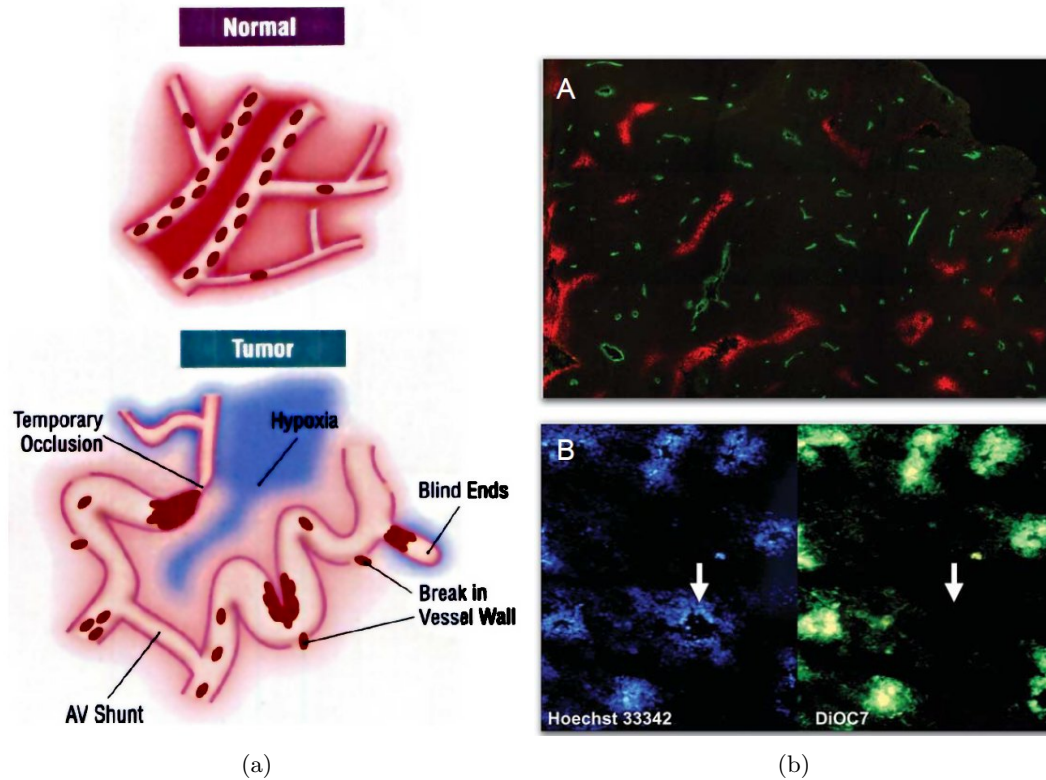 Normal
Tumor
Temporary
Occlusion
Hypoxia
Blind Ends
Break in
Vessel Wall
AV Shunt
(a)
A
B
Hoechst 33342
DiOC7
(b)